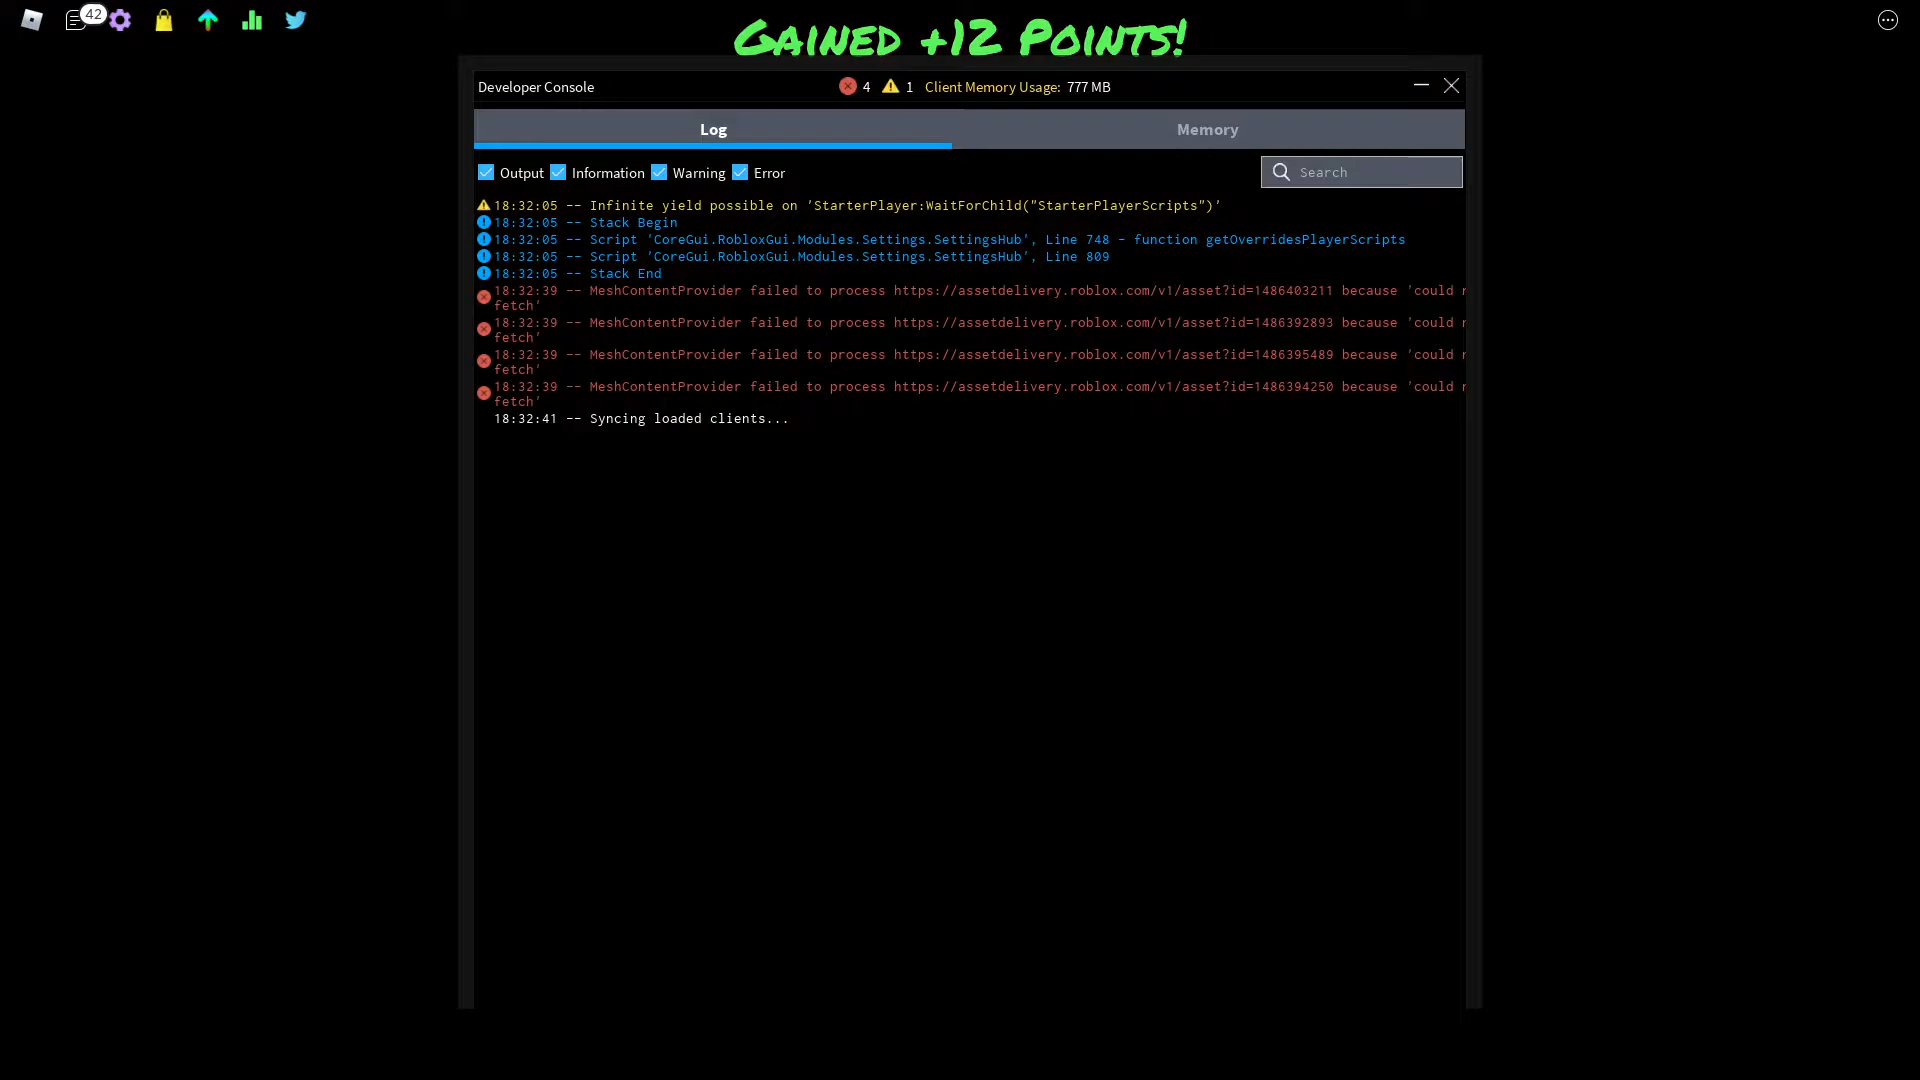 42
GAINED +12 POINTS!
Developer Console 4 1 Client Memory Usage: 777 MB
Log Memory
Output Information Warning Error Search
18:32:05 -- Infinite yield possible on 'StarterPlayer:WaitForChild("StarterPlayerScripts")'
18:32:05 -- Stack Begin
18:32:05 -- Script 'CoreGui.RobloxGui.Modules.Settings.SettingsHub', Line 748 - function getOverridesPlayerScripts
18:32:05 -- Script 'CoreGui.RobloxGui.Modules.Settings.SettingsHub', Line 809
18:32:05 -- Stack End
18:32:39 -- MeshContentProvider failed to process https://assetdelivery.roblox.com/v1/asset?id=1486403211 because 'could
fetch'
18:32:39 -- MeshContentProvider failed to process https://assetdelivery.roblox.com/v1/asset?id=1486392893 because 'could
fetch'
18:32:39 -- MeshContentProvider failed to process https://assetdelivery.roblox.com/v1/asset?id=1486395489 because 'could
fetch'
18:32:39 -- MeshContentProvider failed to process https://assetdelivery.roblox.com/v1/asset?id=1486394250 because 'could
fetch'
18:32:41 -- Syncing loaded clients...